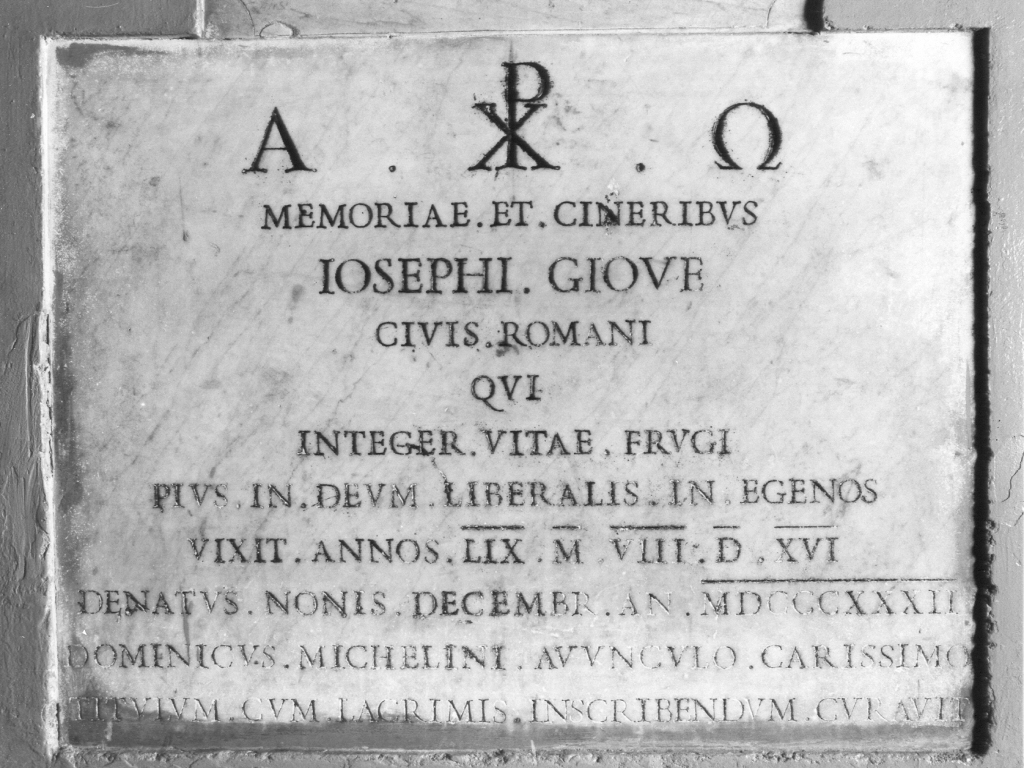 Α . ☧ . Ω
MEMORIAE.ET.CINERIBVS
IOSEPHI.GIOVE
CIVIS.ROMANI
QVI
INTEGER.VITAE.FRVGI
PIVS.IN.DEVM.LIBERALIS.IN.EGENOS
VIXIT.ANNOS.LIX.M VIII.D.XVI
DENATVS.NONIS.DECEMBR.AN.MDCCCXXXII
DOMINICVS.MICHELINI.AVVNCVLO.CARISSIMO
TITVLVM.CVM LACRIMIS.INSCRIBENDVM.CVRAVIT